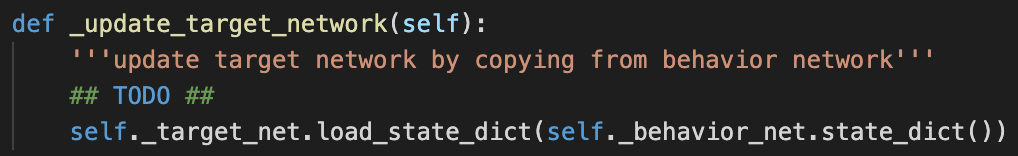 def _update_target_network(self):
    '''update target network by copying from behavior network'''
    ## TODO ##
    self._target_net.load_state_dict(self._behavior_net.state_dict())